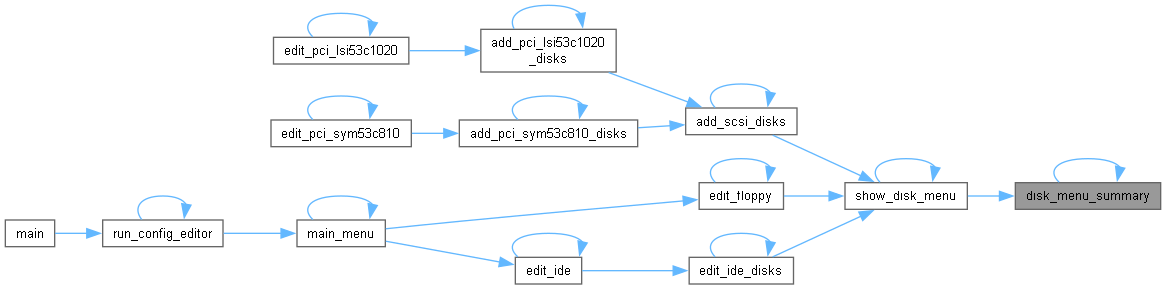 add_pci_lsi53c1020
_disks
edit_pci_lsi53c1020
edit_pci_sym53c810
add_pci_sym53c810_disks
add_scsi_disks
edit_floppy
show_disk_menu
disk_menu_summary
main
run_config_editor
main_menu
edit_ide
edit_ide_disks